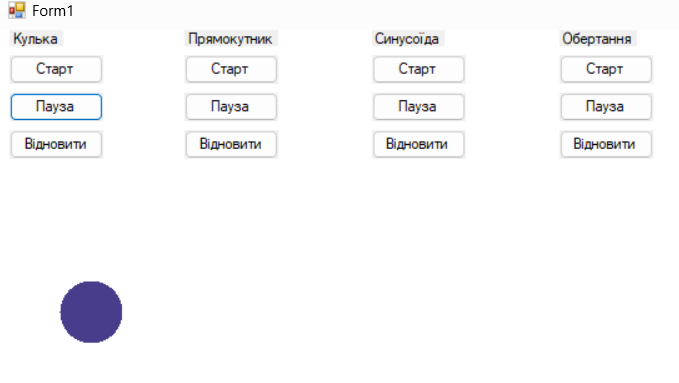 Form1
Кулька Прямокутник Синусоїда Обертання
Старт Старт Старт Старт
Пауза Пауза Пауза Пауза
Відновити Відновити Відновити Відновити